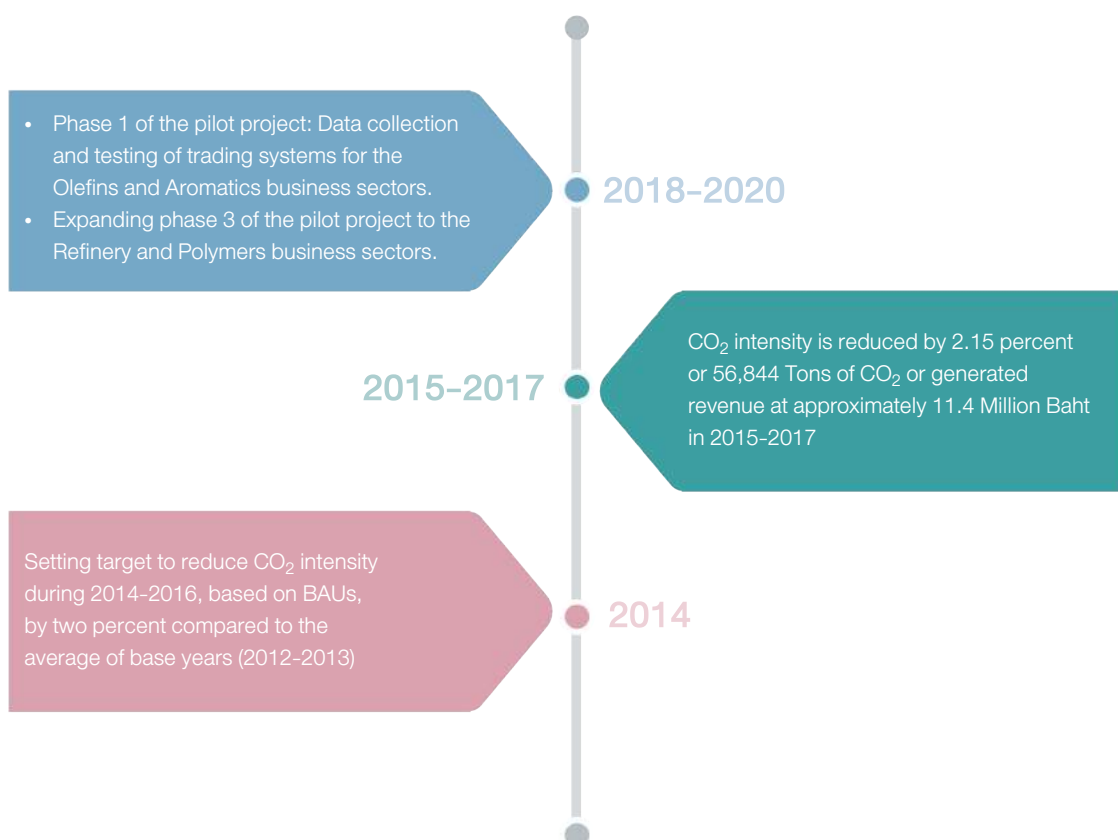 • Phase 1 of the pilot project: Data collection
and testing of trading systems for the
Olefins and Aromatics business sectors.
• Expanding phase 3 of the pilot project to the
Refinery and Polymers business sectors.
2018-2020
2015-2017
CO₂ intensity is reduced by 2.15 percent
or 56,844 Tons of CO₂ or generated
revenue at approximately 11.4 Million Baht
in 2015-2017
Setting target to reduce CO₂ intensity
during 2014-2016, based on BAUs,
by two percent compared to the
average of base years (2012-2013)
2014